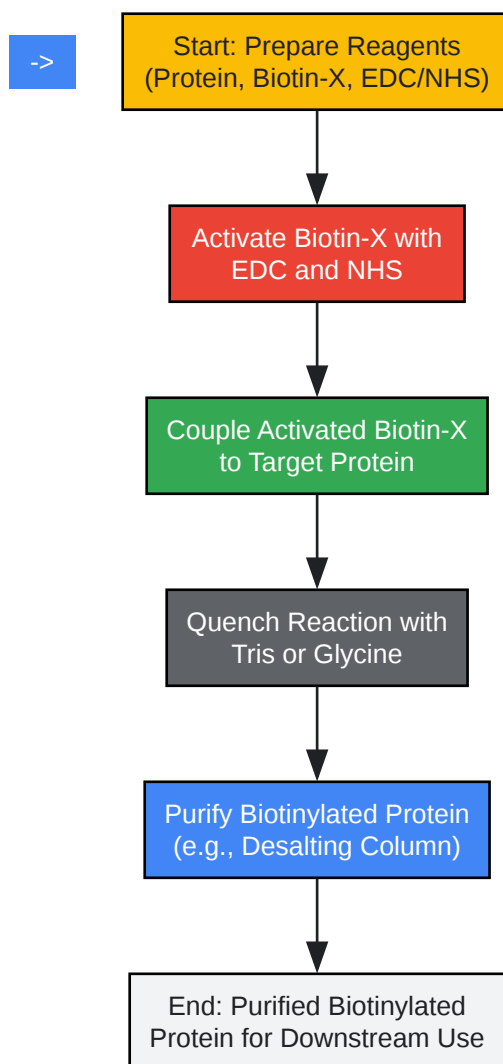 ->
Start: Prepare Reagents
(Protein, Biotin-X, EDC/NHS)
Activate Biotin-X with
EDC and NHS
Couple Activated Biotin-X
to Target Protein
Quench Reaction with
Tris or Glycine
Purify Biotinylated Protein
(e.g., Desalting Column)
End: Purified Biotinylated
Protein for Downstream Use